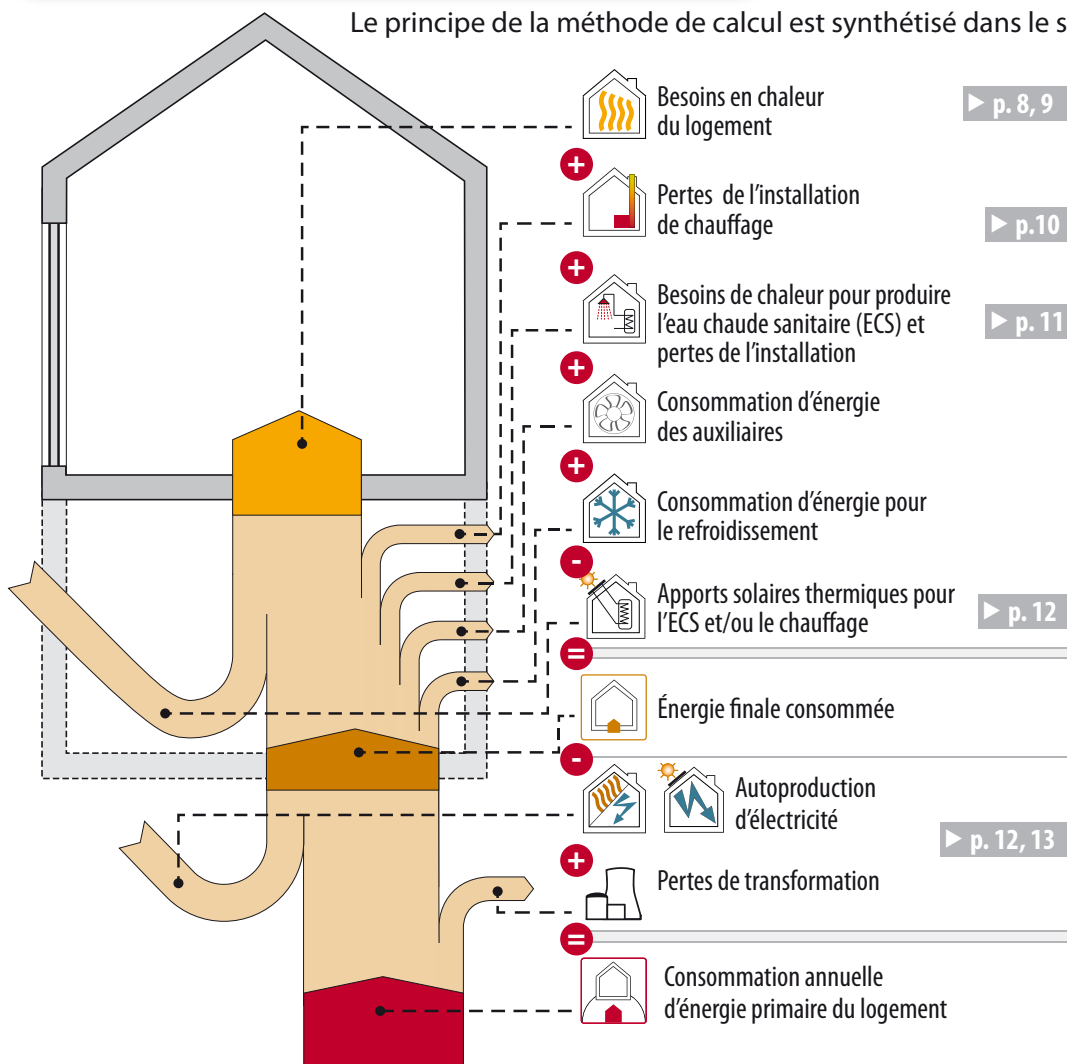 Le principe de la méthode de calcul est synthétisé dans le s
Besoins en chaleur
du logement
▶ p. 8, 9
+
Pertes de l'installation
de chauffage
▶ p.10
+
Besoins de chaleur pour produire
l'eau chaude sanitaire (ECS) et
pertes de l'installation
▶ p. 11
+
Consommation d'énergie
des auxiliaires
+
Consommation d'énergie pour
le refroidissement
-
Apports solaires thermiques pour
l'ECS et/ou le chauffage
▶ p. 12
=
Énergie finale consommée
-
Autoproduction
d'électricité
▶ p. 12, 13
+
Pertes de transformation
=
Consommation annuelle
d'énergie primaire du logement